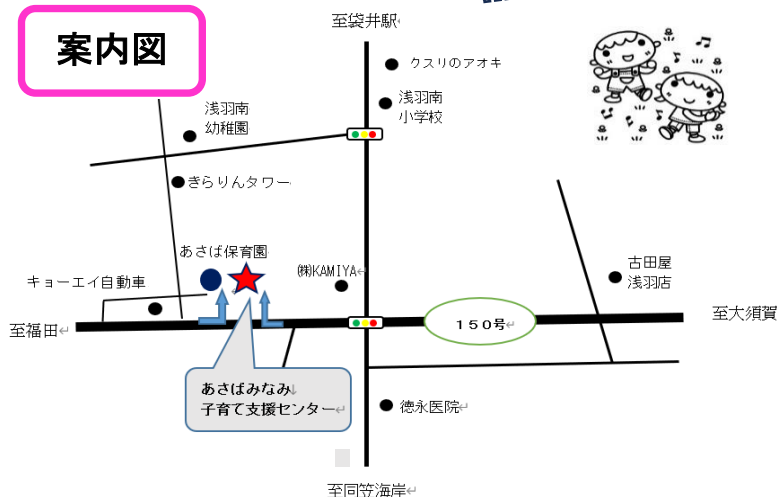 案内図
至袋井駅
クスリのアオキ
浅羽南
小学校
浅羽南
幼稚園
きらりんタワー
あさば保育園
㈱KAMIYA
キョーエイ自動車
古田屋
浅羽店
至福田
150号
至大須賀
あさばみなみ
子育て支援センター
徳永医院
至同笠海岸